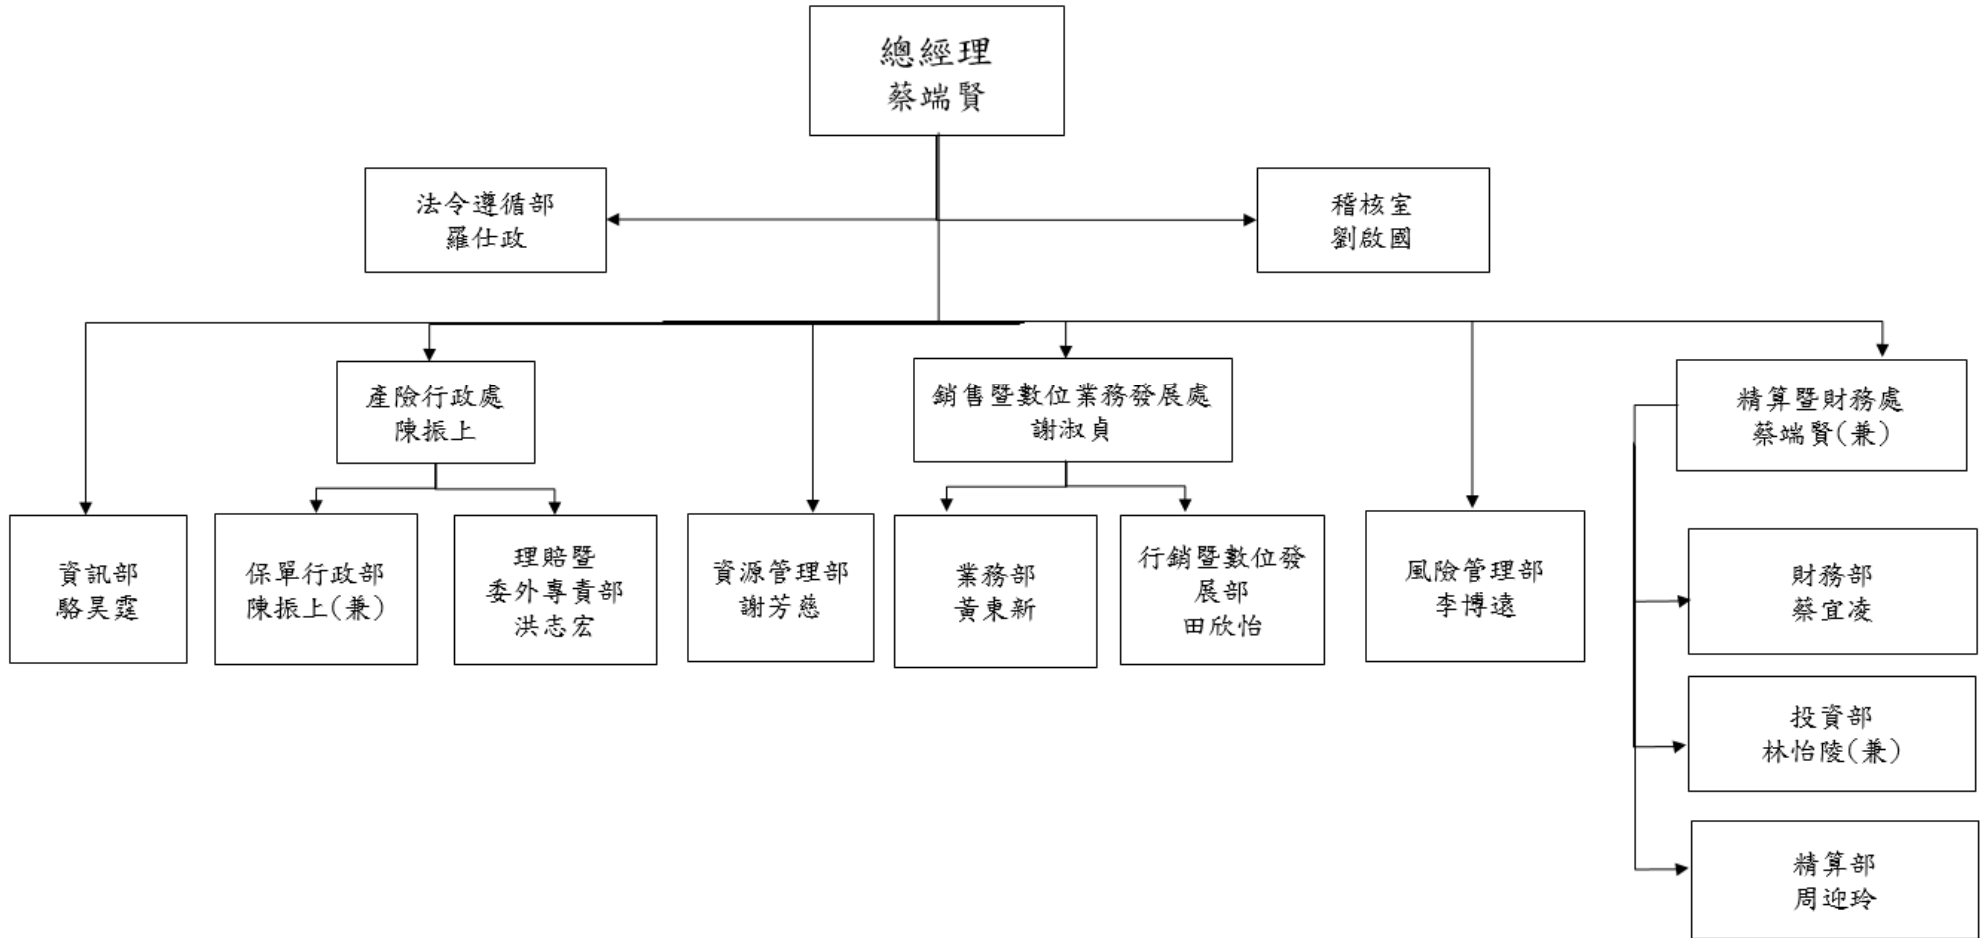 總經理
蔡端賢
法令遵循部
羅仕政
稽核室
劉啟國
產險行政處
陳振上
銷售暨數位業務發展處
謝淑貞
精算暨財務處
蔡端賢(兼)
資訊部
駱昊霆
保單行政部
陳振上(兼)
理賠暨
委外專責部
洪志宏
資源管理部
謝芳慈
業務部
黃東新
行銷暨數位發
展部
田欣怡
風險管理部
李博遠
財務部
蔡宜凌
投資部
林怡陵(兼)
精算部
周迎玲